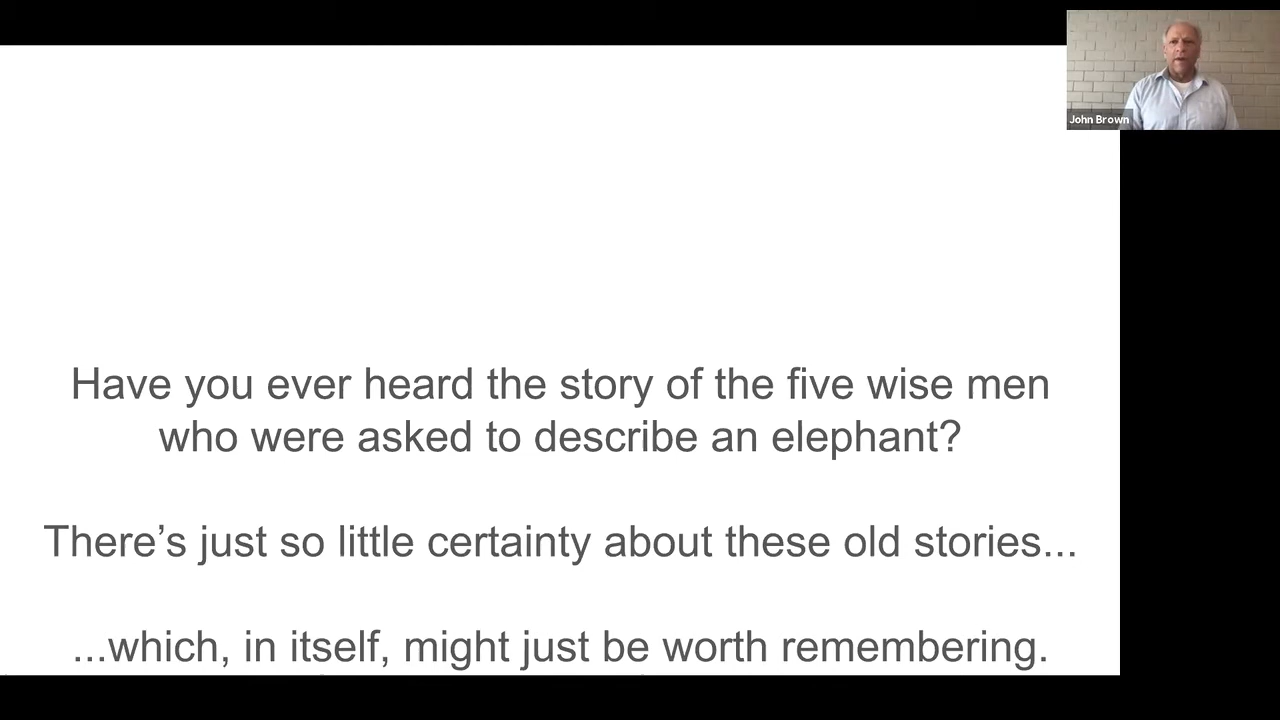 John Brown
Have you ever heard the story of the five wise men
who were asked to describe an elephant?
There’s just so little certainty about these old stories...
...which, in itself, might just be worth remembering.